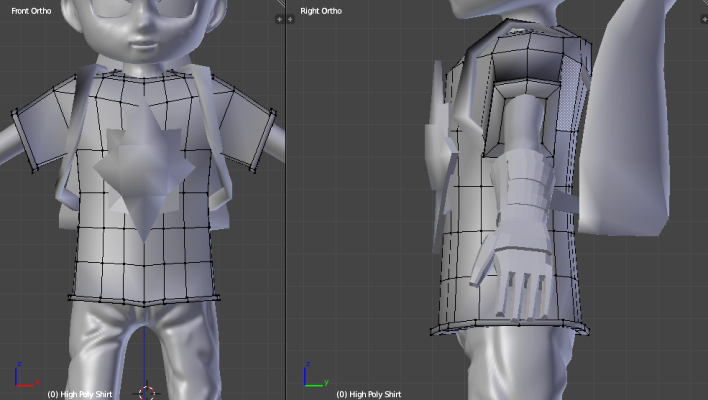 Front Ortho
Right Ortho
z
x
(0) High Poly Shirt
z
y
(0) High Poly Shirt